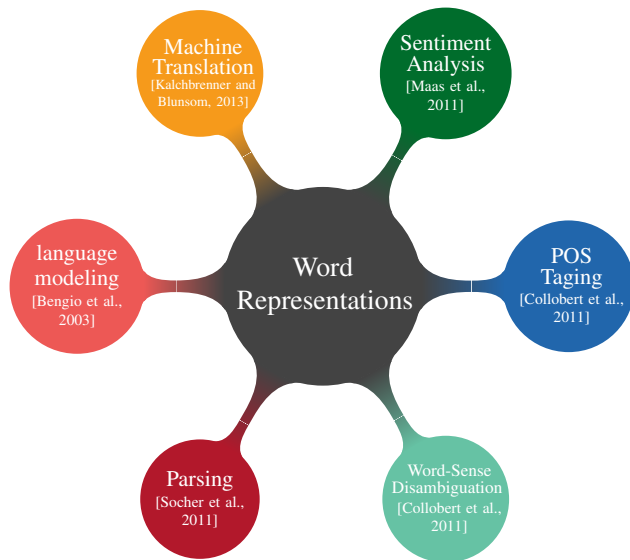 Machine
Translation
[Kalchbrenner and
Blunsom, 2013]
Sentiment
Analysis
[Maas et al.,
2011]
language
modeling
[Bengio et al.,
2003]
Word
Representations
POS
Taging
[Collobert et al.,
2011]
Parsing
[Socher et al.,
2011]
Word-Sense
Disambiguation
[Collobert et al.,
2011]